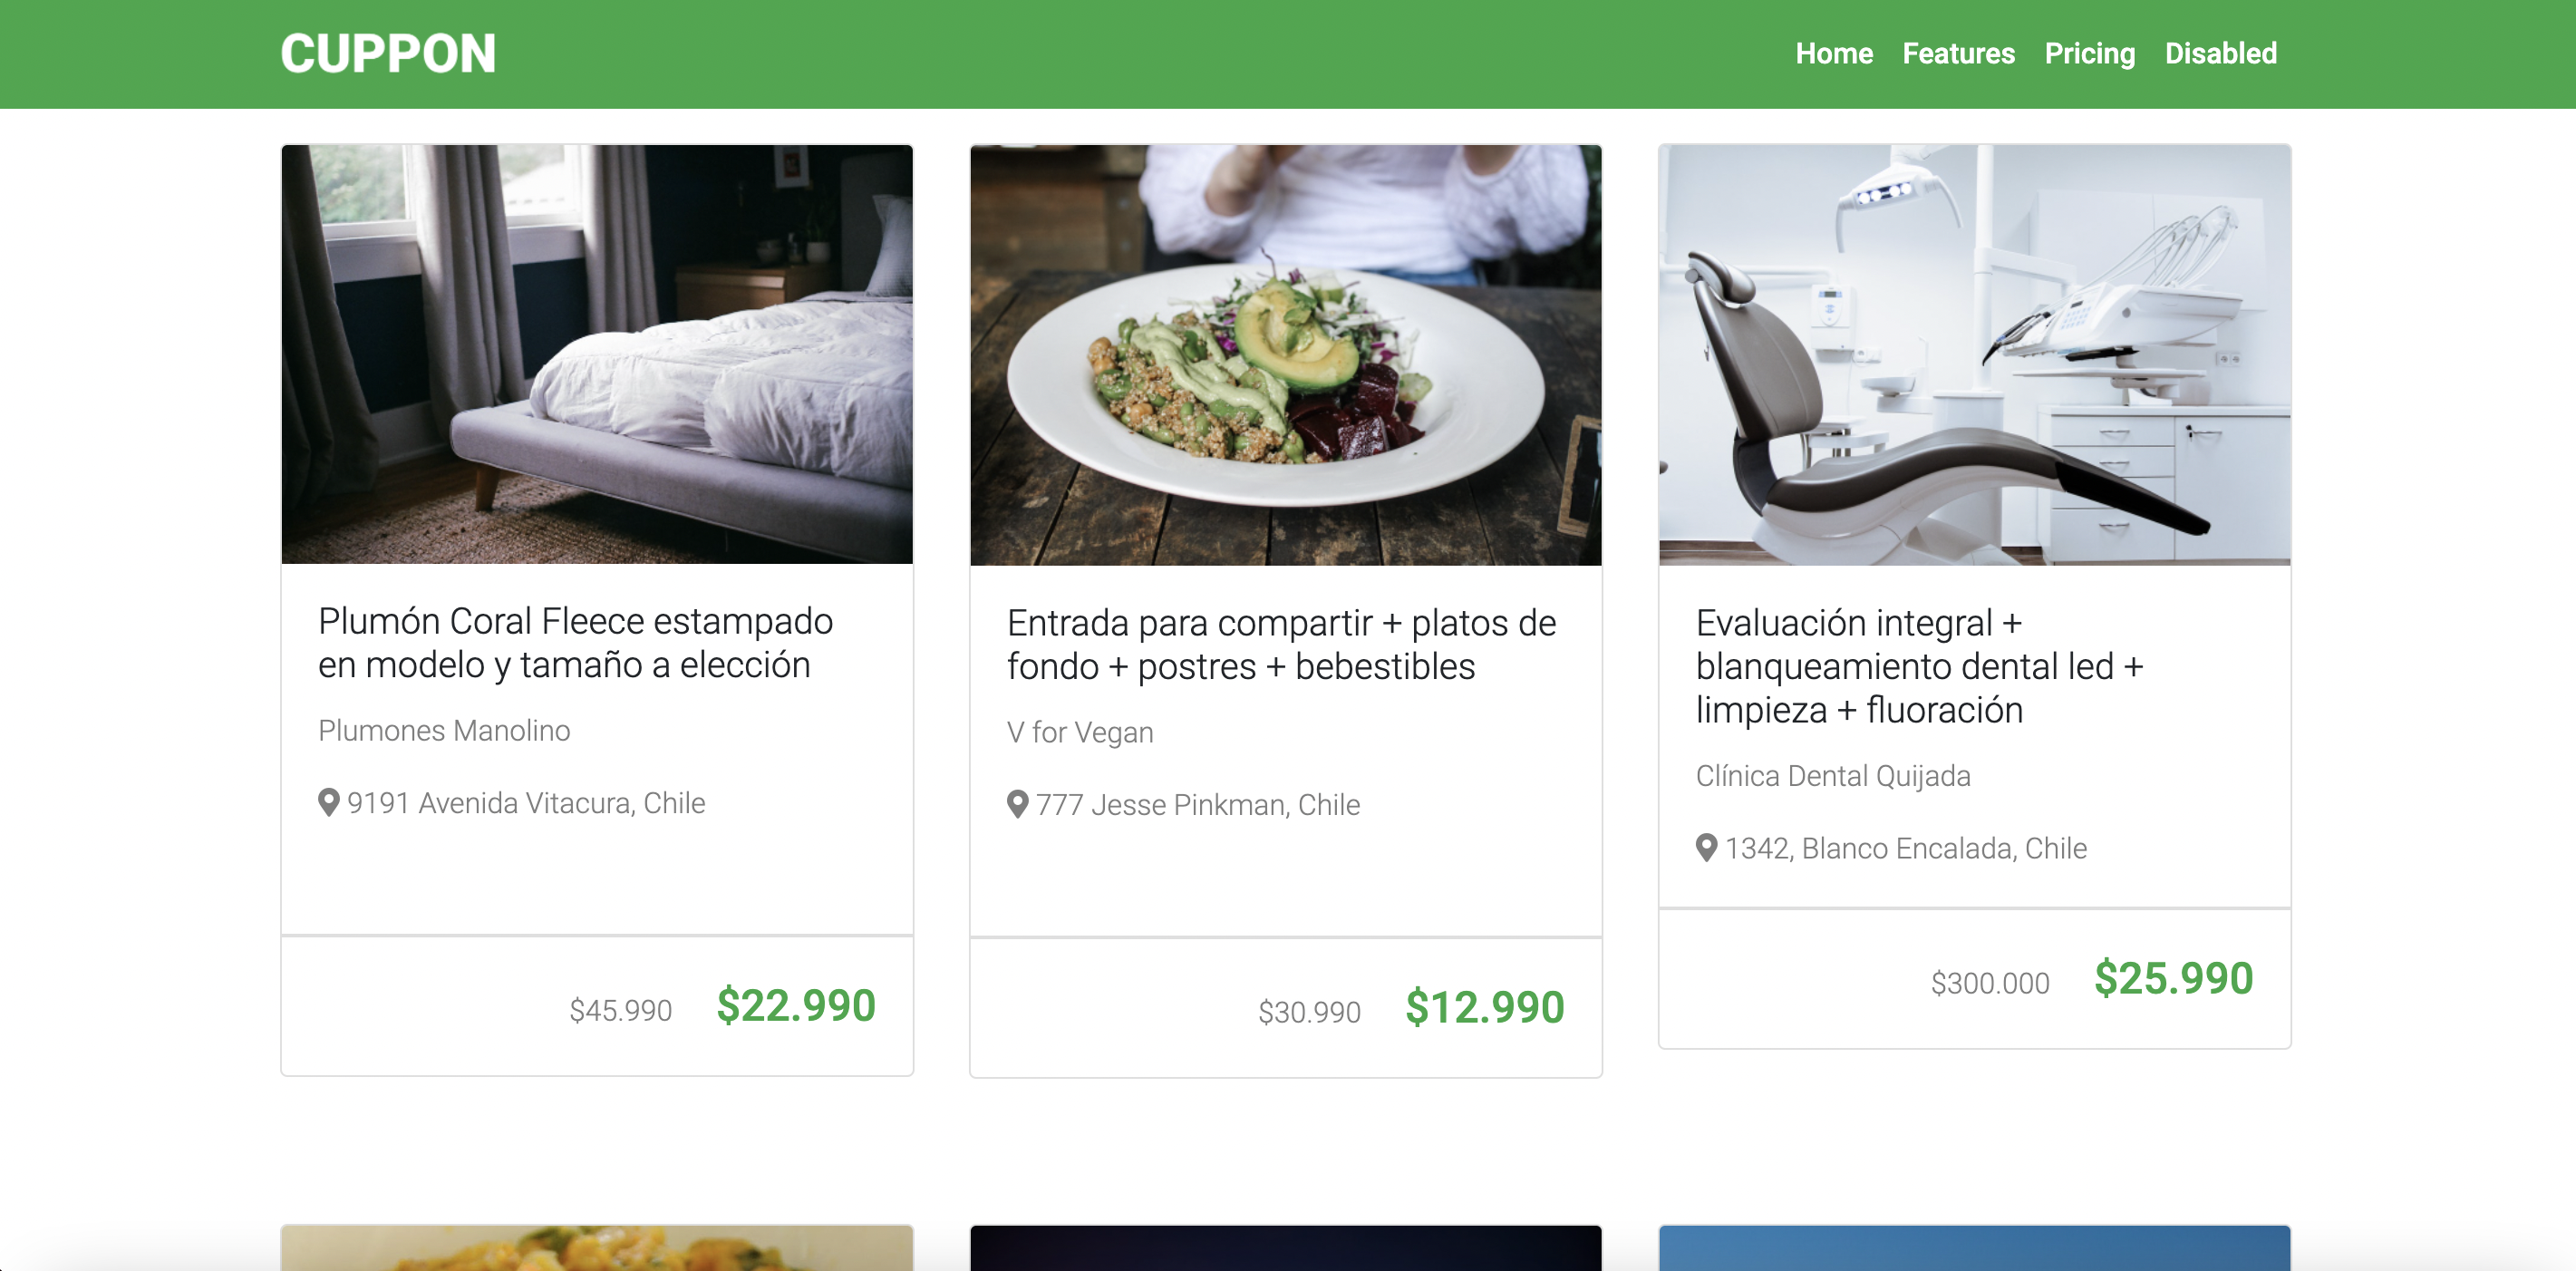 CUPPON
Home Features Pricing Disabled
Plumón Coral Fleece estampado
en modelo y tamaño a elección
Plumones Manolino
9191 Avenida Vitacura, Chile
$45.990 $22.990
Entrada para compartir + platos de
fondo + postres + bebestibles
V for Vegan
777 Jesse Pinkman, Chile
$30.990 $12.990
Evaluación integral +
blanqueamiento dental led +
limpieza + fluoración
Clínica Dental Quijada
1342, Blanco Encalada, Chile
$300.000 $25.990